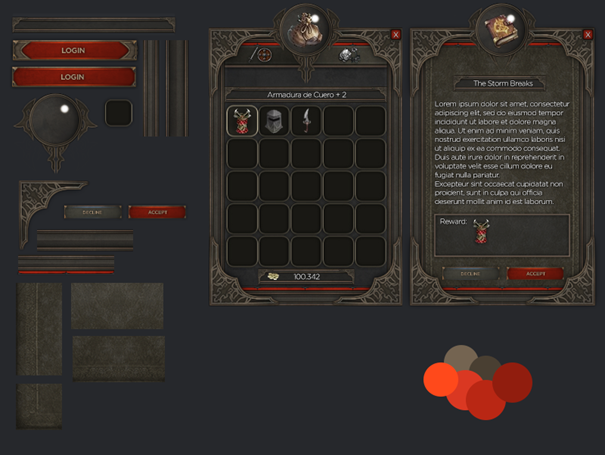 LOGIN
LOGIN
DECLINE
ACCEPT
X
Armadura de Cuero + 2
100.342
X
The Storm Breaks
Lorem ipsum dolor sit amet, consectetur
adipiscing elit, sed do eiusmod tempor
incididunt ut labore et dolore magna
aliqua. Ut enim ad minim veniam, quis
nostrud exercitation ullamco laboris nisi
ut aliquip ex ea commodo consequat.
Duis aute irure dolor in reprehenderit in
voluptate velit esse cillum dolore eu
fugiat nulla pariatur.
Excepteur sint occaecat cupidatat non
proident, sunt in culpa qui officia
deserunt mollit anim id est laborum.
Reward:
DECLINE
ACCEPT